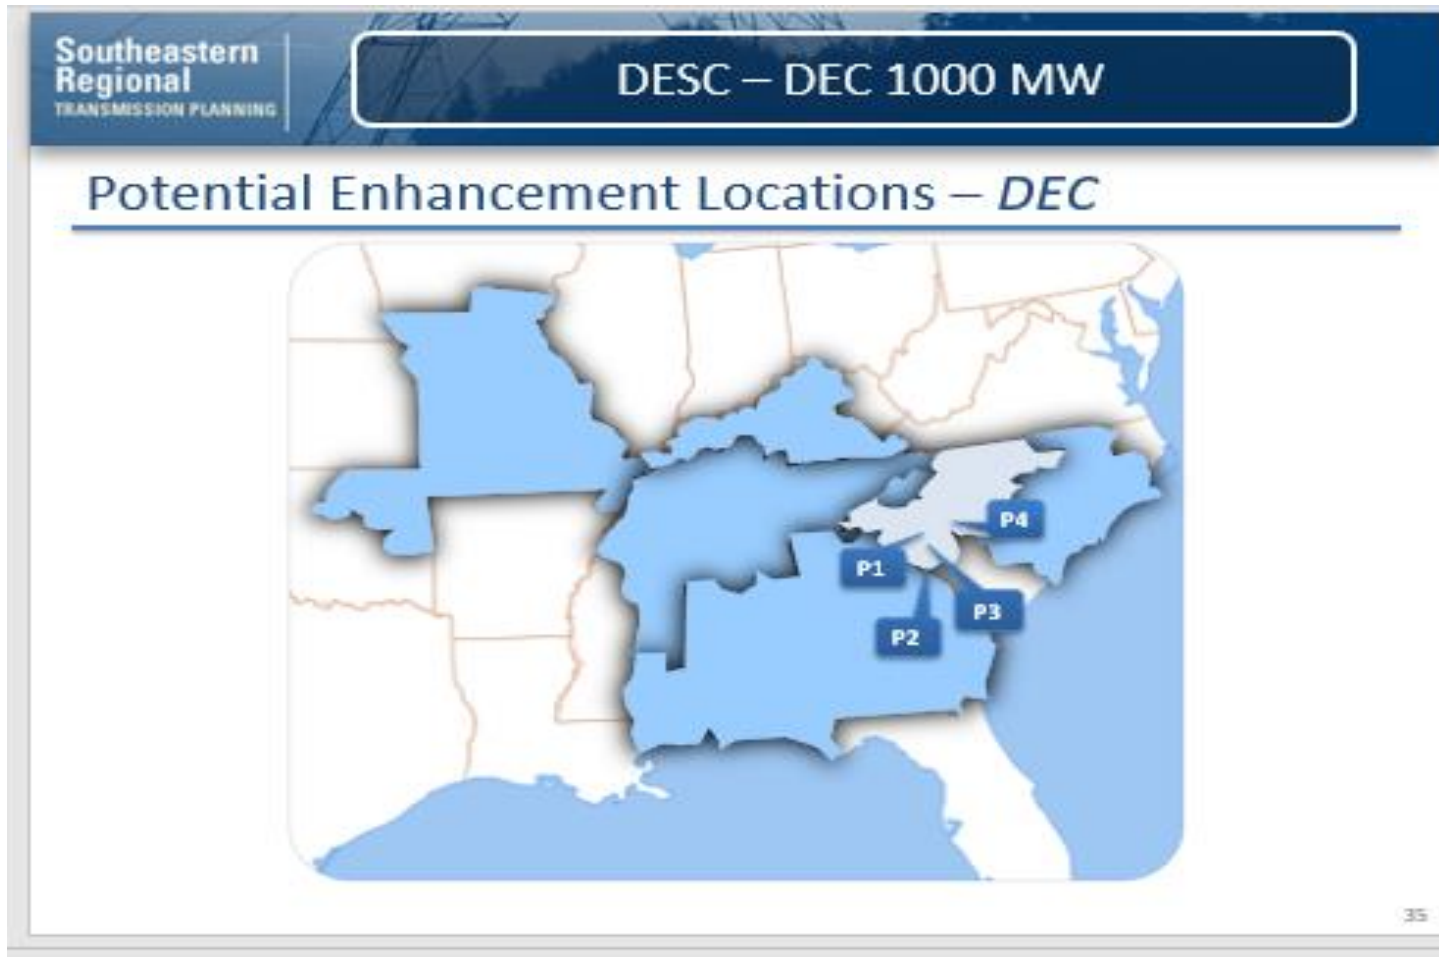 Southeastern
Regional
TRANSMISSION PLANNING
DESC – DEC 1000 MW
Potential Enhancement Locations – DEC
P4
P1
P3
P2
35